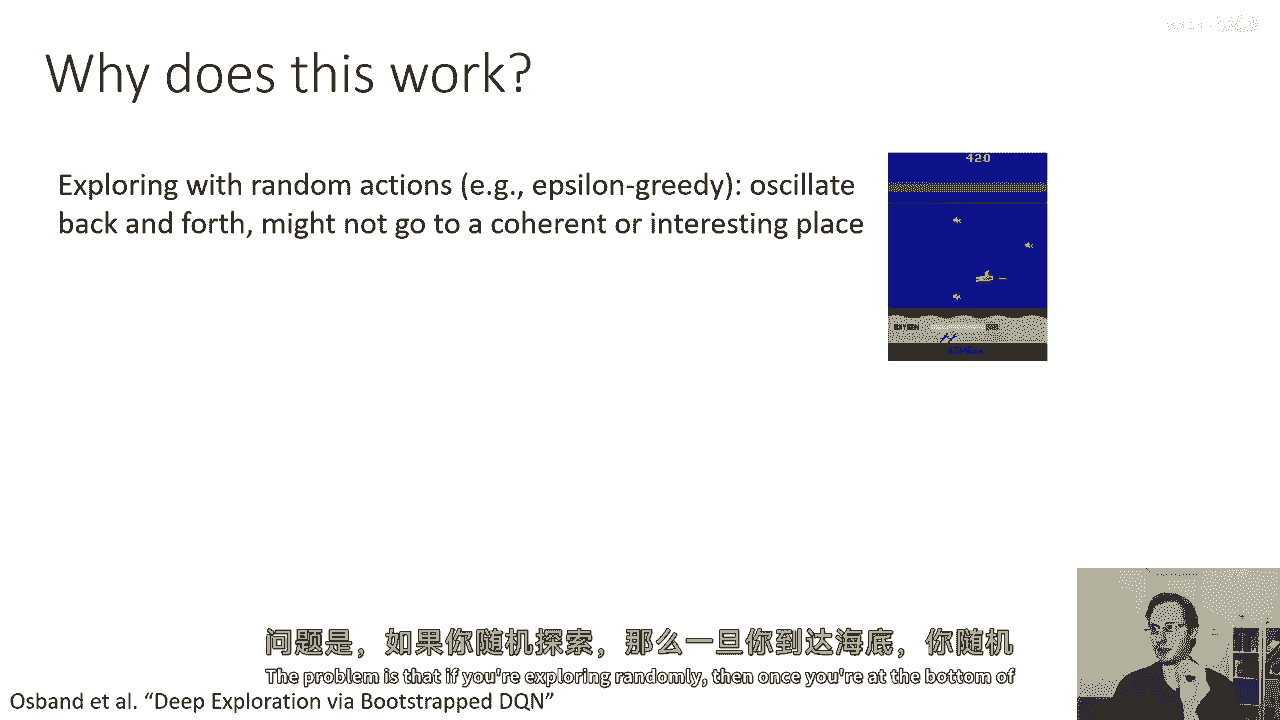 Why does this work?
Exploring with random actions (e.g., epsilon-greedy): oscillate
back and forth, might not go to a coherent or interesting place
420
问题是，如果你随机探索，那么一旦你到达海底，你随机
The problem is that if you're exploring randomly, then once you're at the bottom of
Osband et al. “Deep Exploration via Bootstrapped DQN”